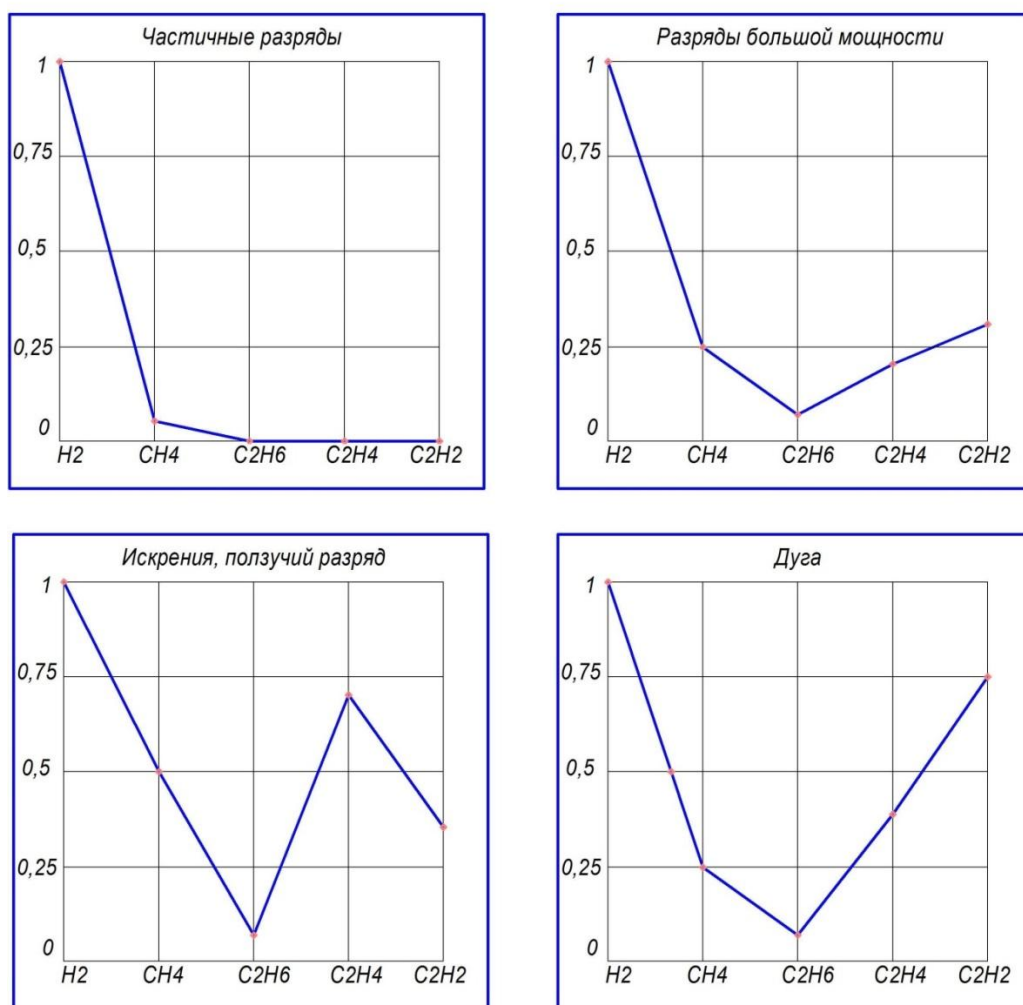 Частичные разряды
1
0,75
0,5
0,25
0
H2 CH4 C2H6 C2H4 C2H2
Разряды большой мощности
1
0,75
0,5
0,25
0
H2 CH4 C2H6 C2H4 C2H2
Искрения, ползучий разряд
1
0,75
0,5
0,25
0
H2 CH4 C2H6 C2H4 C2H2
Дуга
1
0,75
0,5
0,25
0
H2 CH4 C2H6 C2H4 C2H2